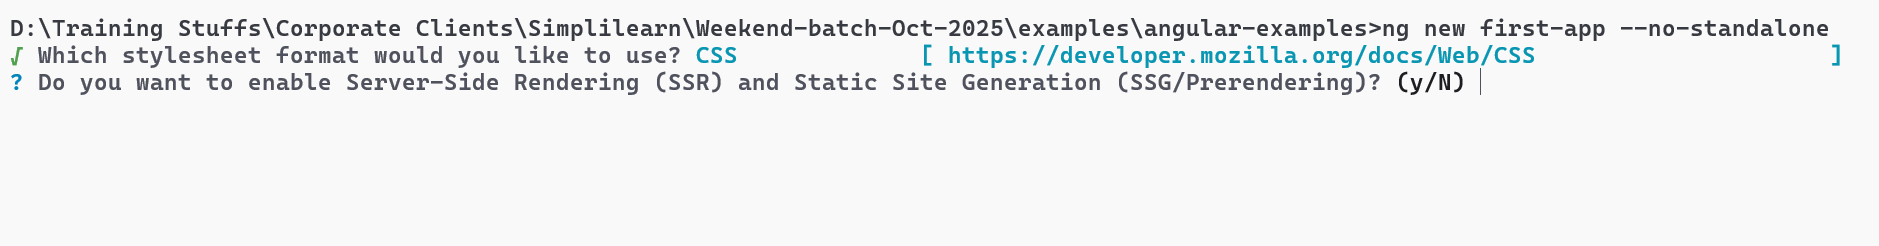 D:\Training Stuffs\Corporate Clients\Simplilearn\Weekend-batch-Oct-2025\examples\angular-examples>ng new first-app --no-standalone
√ Which stylesheet format would you like to use? CSS [ https://developer.mozilla.org/docs/Web/CSS ]
? Do you want to enable Server-Side Rendering (SSR) and Static Site Generation (SSG/Prerendering)? (y/N)